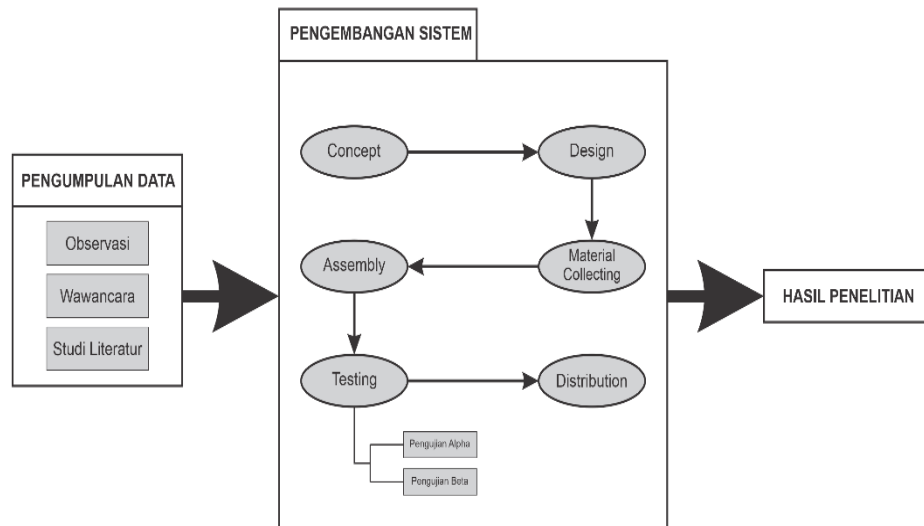 PENGEMBANGAN SISTEM
Concept
Design
PENGUMPULAN DATA
Observasi
Wawancara
Studi Literatur
Assembly
Material
Collecting
HASIL PENELITIAN
Testing
Distribution
Pengujian Alpha
Pengujian Beta